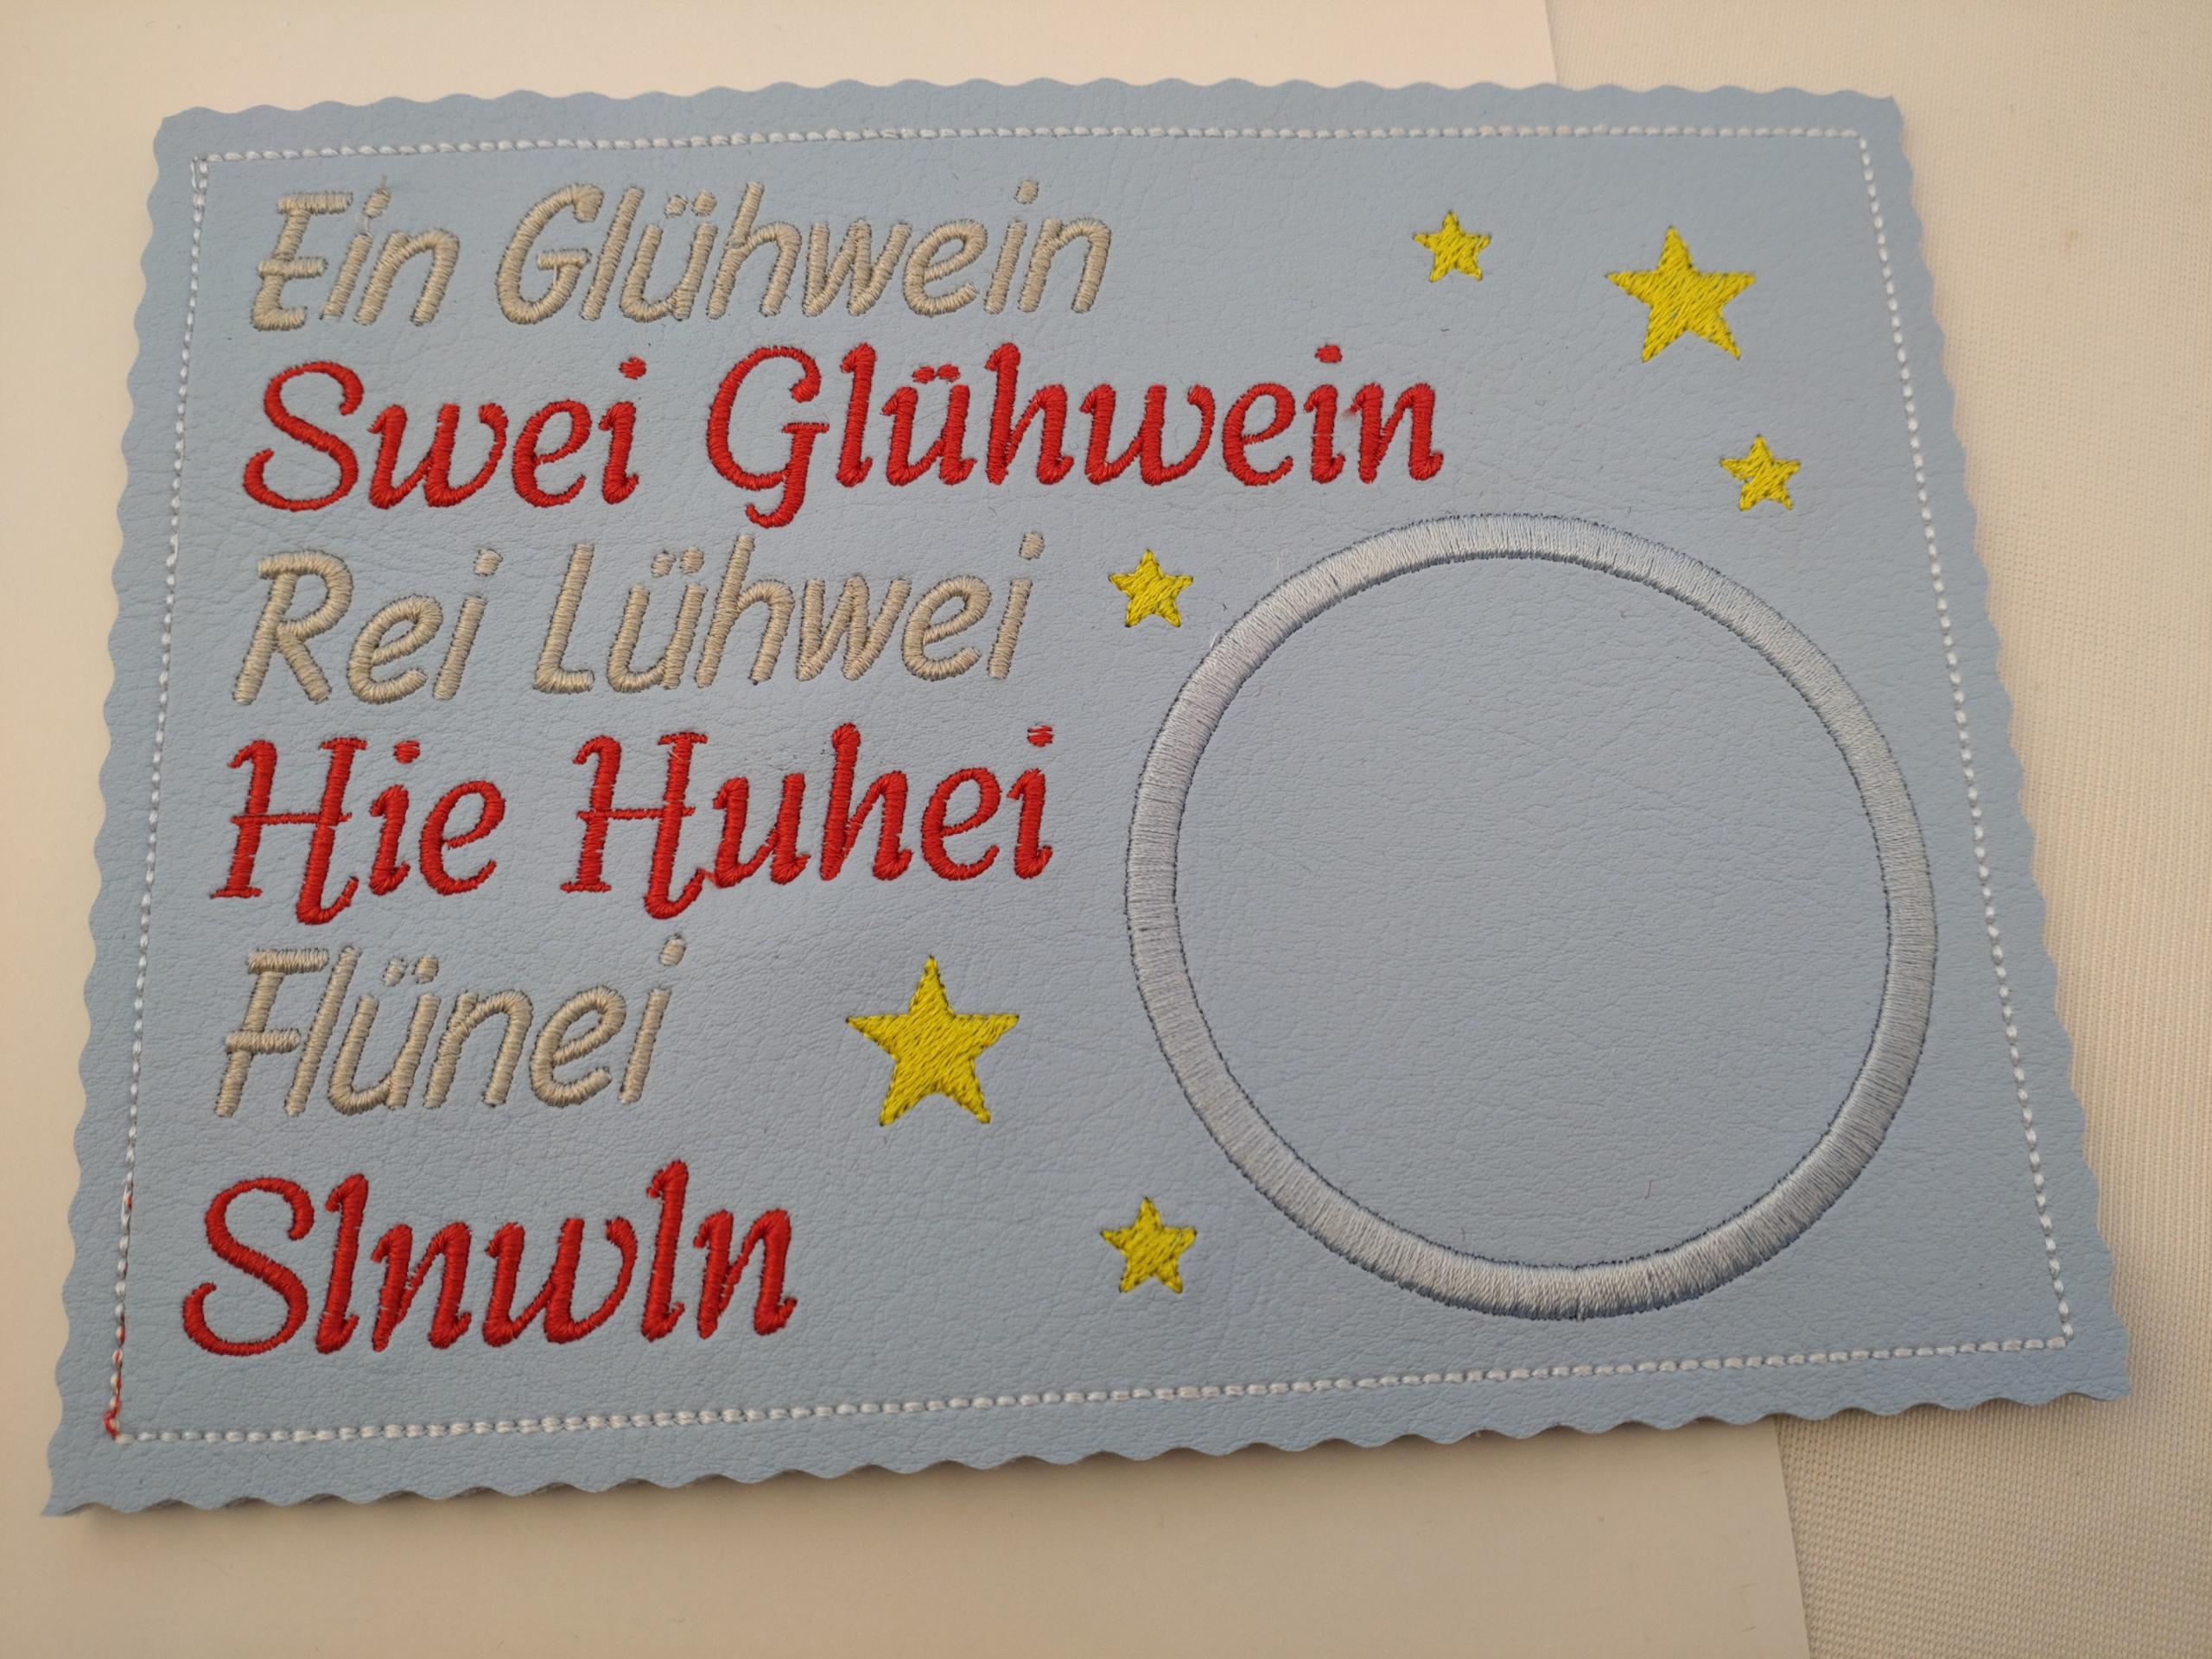 Ein Glühwein
Swei Glühwein
Rei Lühwei
Hie Huhei
Flünei
Slnwln